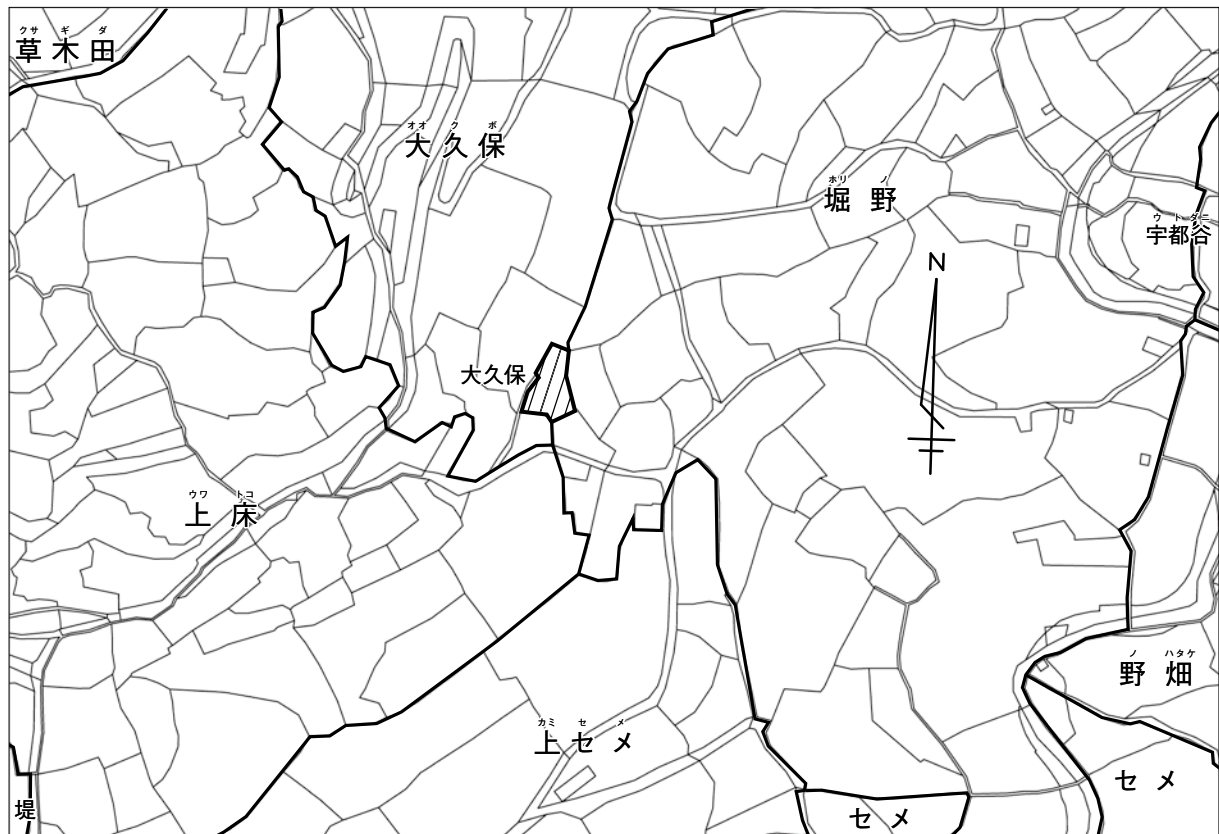 クサ ギ ダ
草木田
オオ ク ボ
大久保
ホリ ノ
堀野
ウ ト ダニ
宇都谷
N
大久保
ウワ トコ
上床
ノ ハタケ
野畑
カミ セ メ
上セメ
セメ
堤
セメ